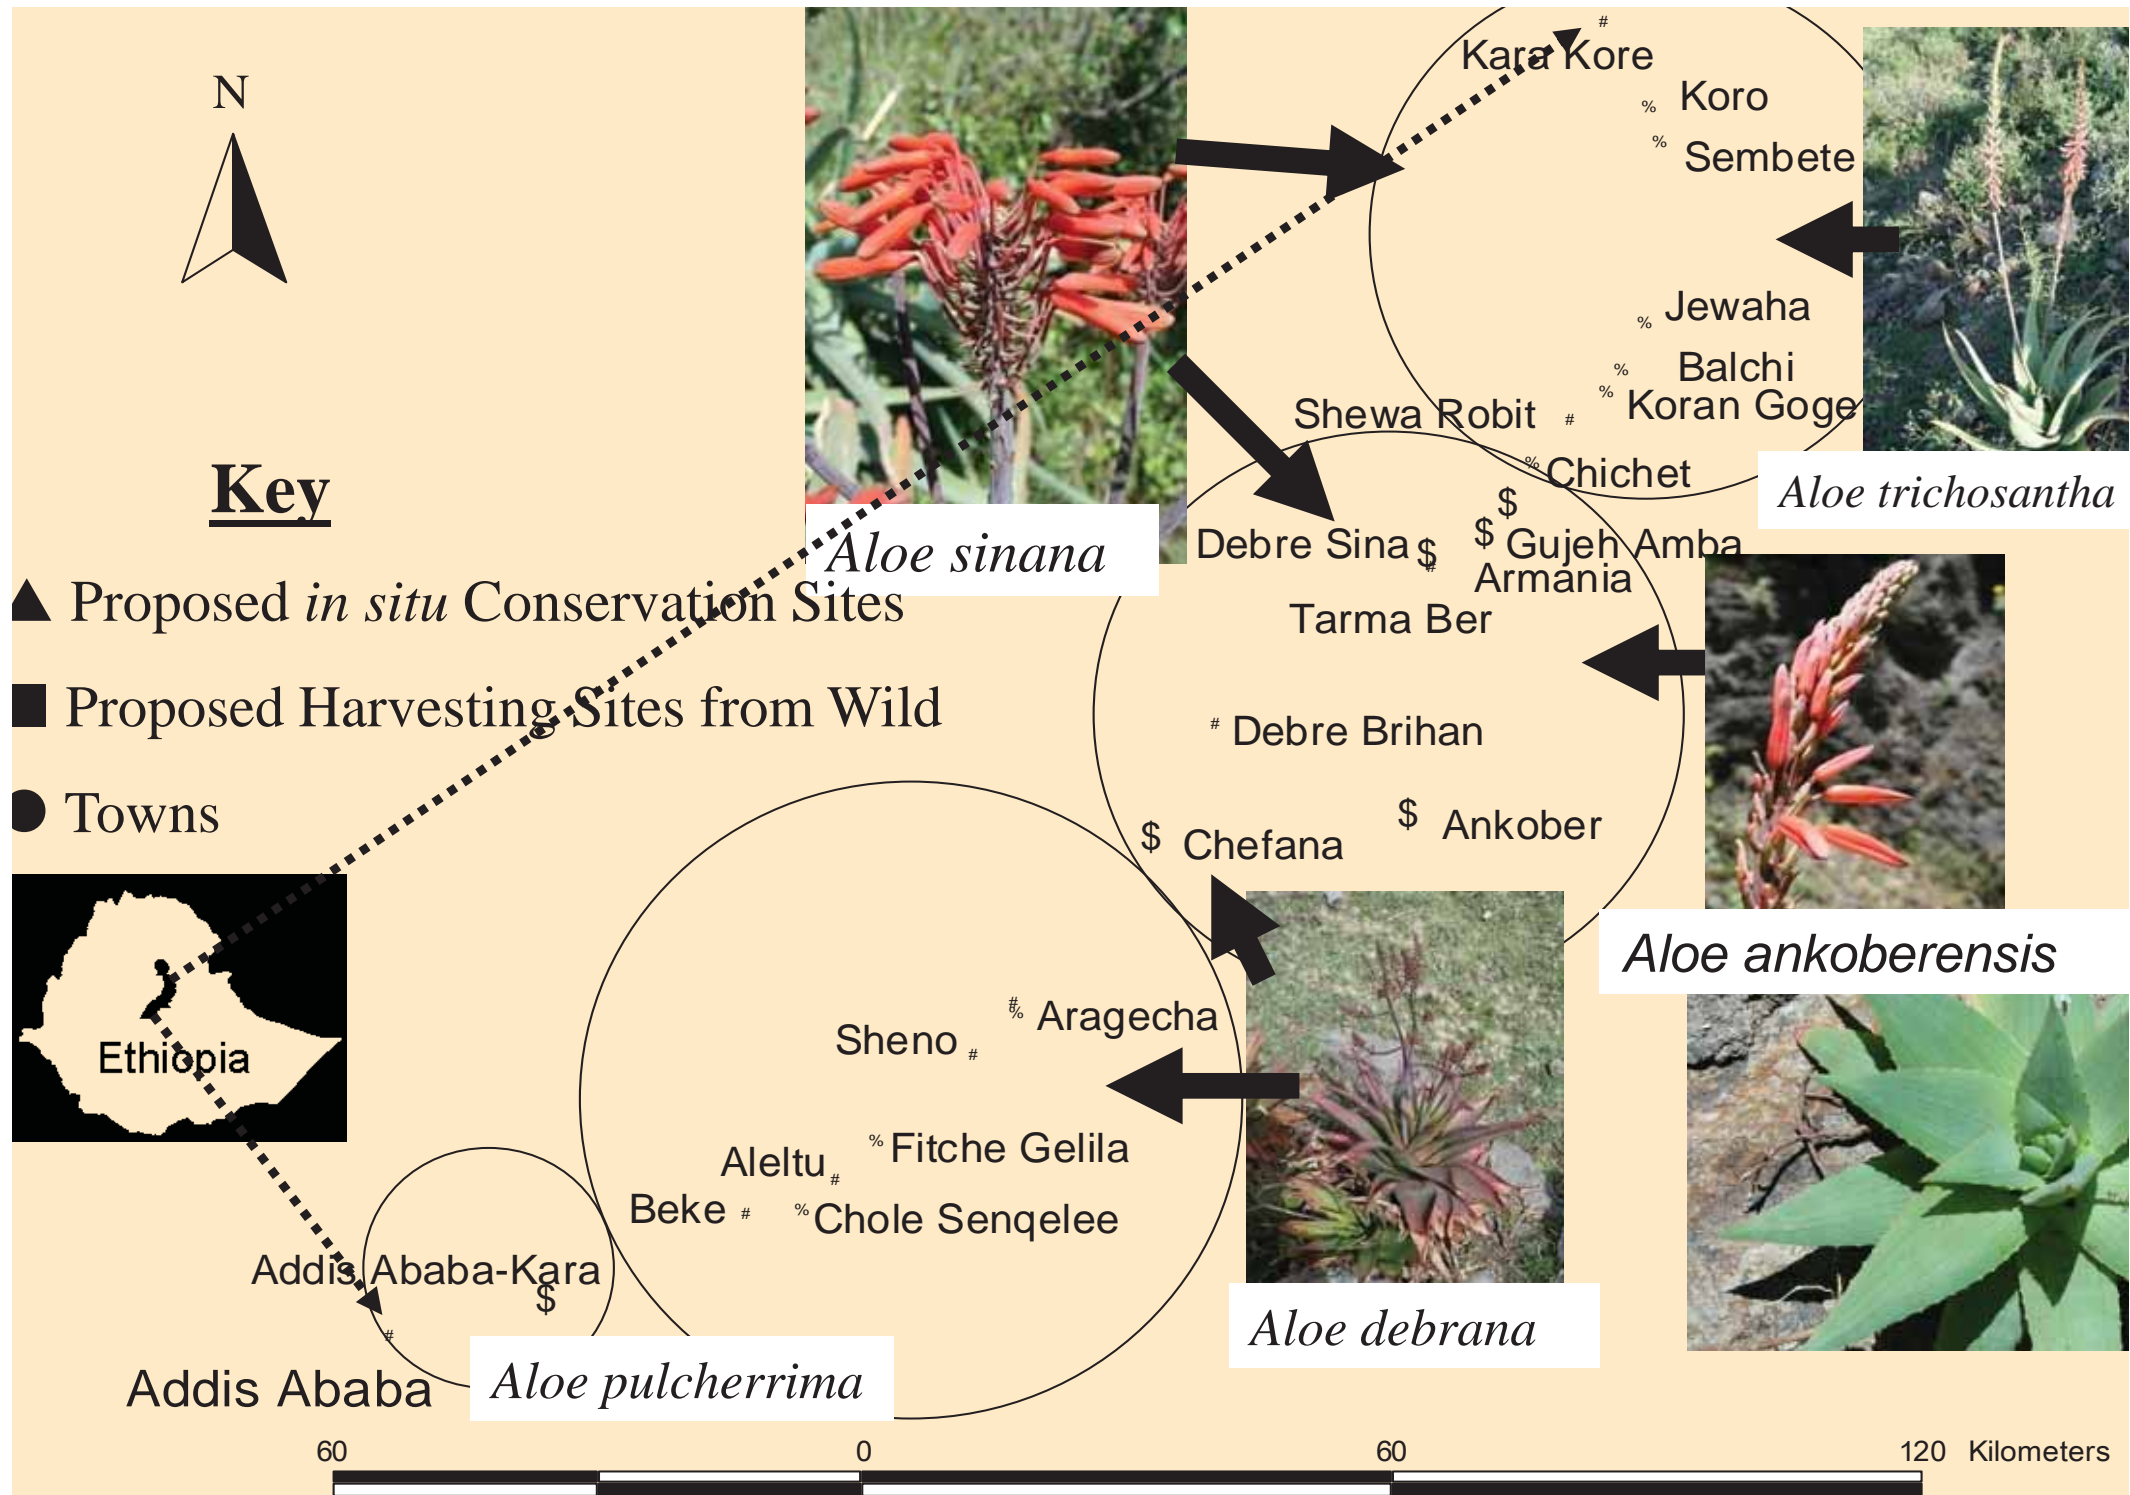 N
# 
Kara Kore
% Koro
% Sembete
% Jewaha
% Balchi
% Koran Goge
Shewa Robit #
% Chichet
Aloe trichosantha
$
$ Gujeh Amba
Debre Sina $
#
Armania
Tarma Ber
Aloe sinana
Key
Proposed in situ Conservation Sites
Proposed Harvesting Sites from Wild
Towns
# Debre Brihan
$ Ankober
$ Chefana
Aloe ankoberensis
Ethiopia
#
% Aragecha
Sheno #
% Fitche Gelila
Aleltu #
Beke #
% Chole Senqelee
Addis Ababa-Kara
$
#
Addis Ababa
Aloe debrana
Aloe pulcherrima
60 0 60 120 Kilometers